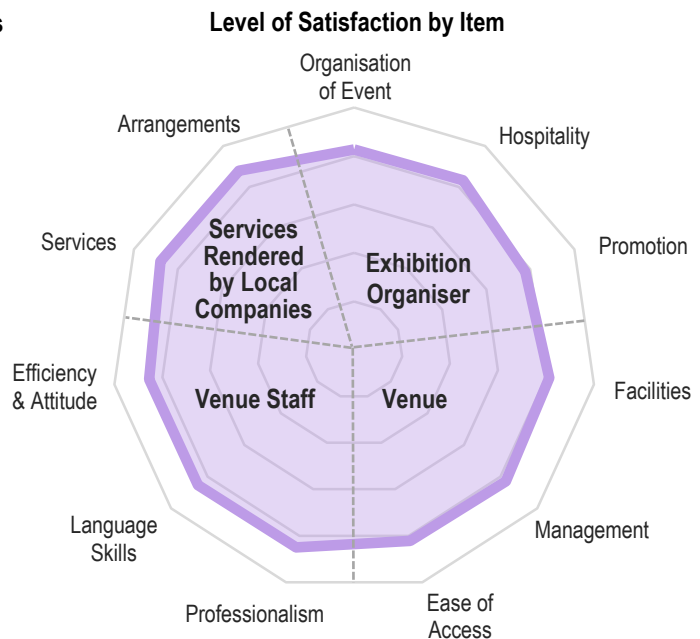 s
Level of Satisfaction by Item
Organisation
of Event
Arrangements
Hospitality
Services
Rendered
by Local
Companies
Exhibition
Organiser
Services
Promotion
Efficiency
& Attitude
Venue Staff
Venue
Facilities
Language
Skills
Management
Professionalism
Ease of
Access